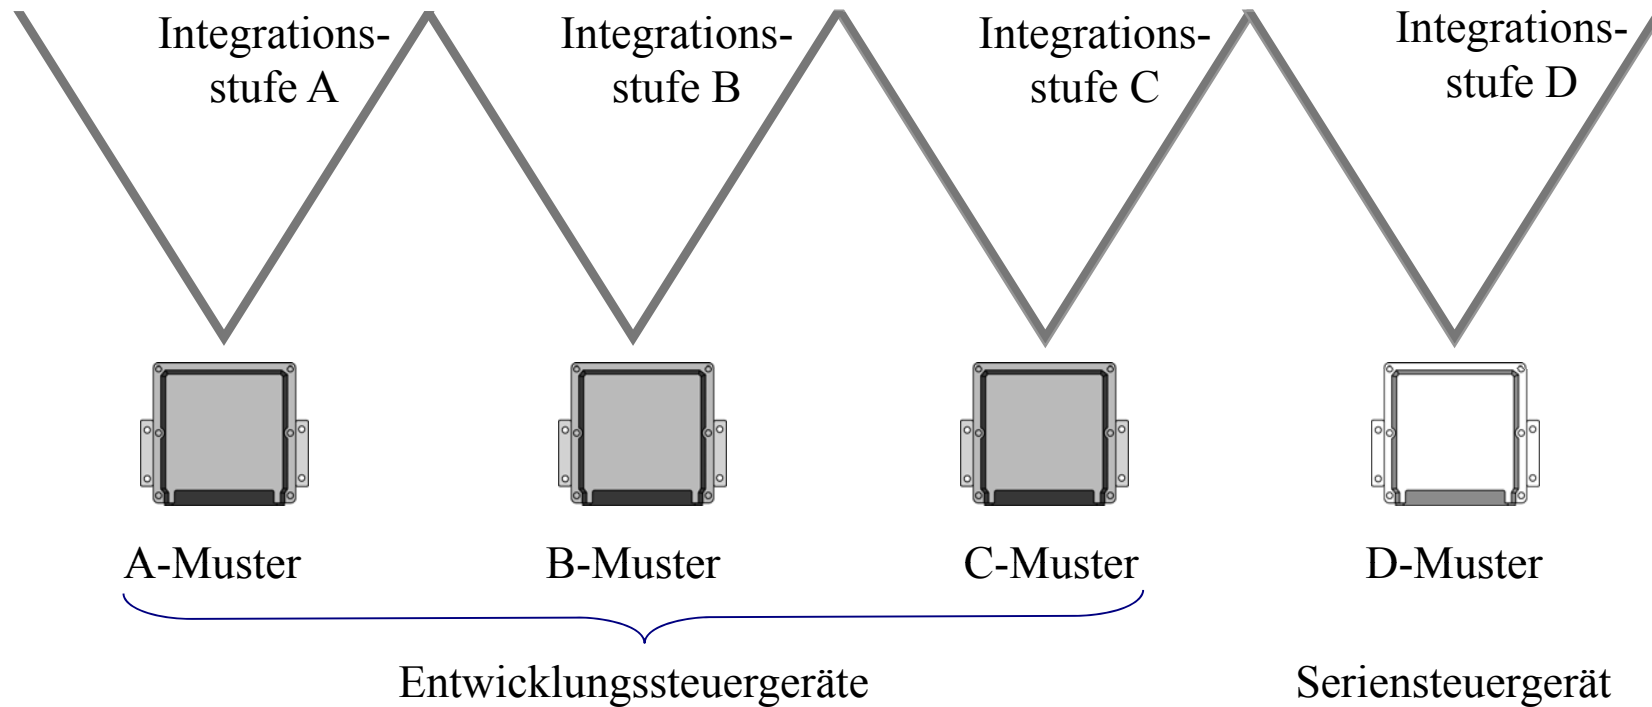 Integrations-
stufe A
Integrations-
stufe B
Integrations-
stufe C
Integrations-
stufe D
A-Muster
B-Muster
C-Muster
D-Muster
Entwicklungssteuergeräte
Seriensteuergerät